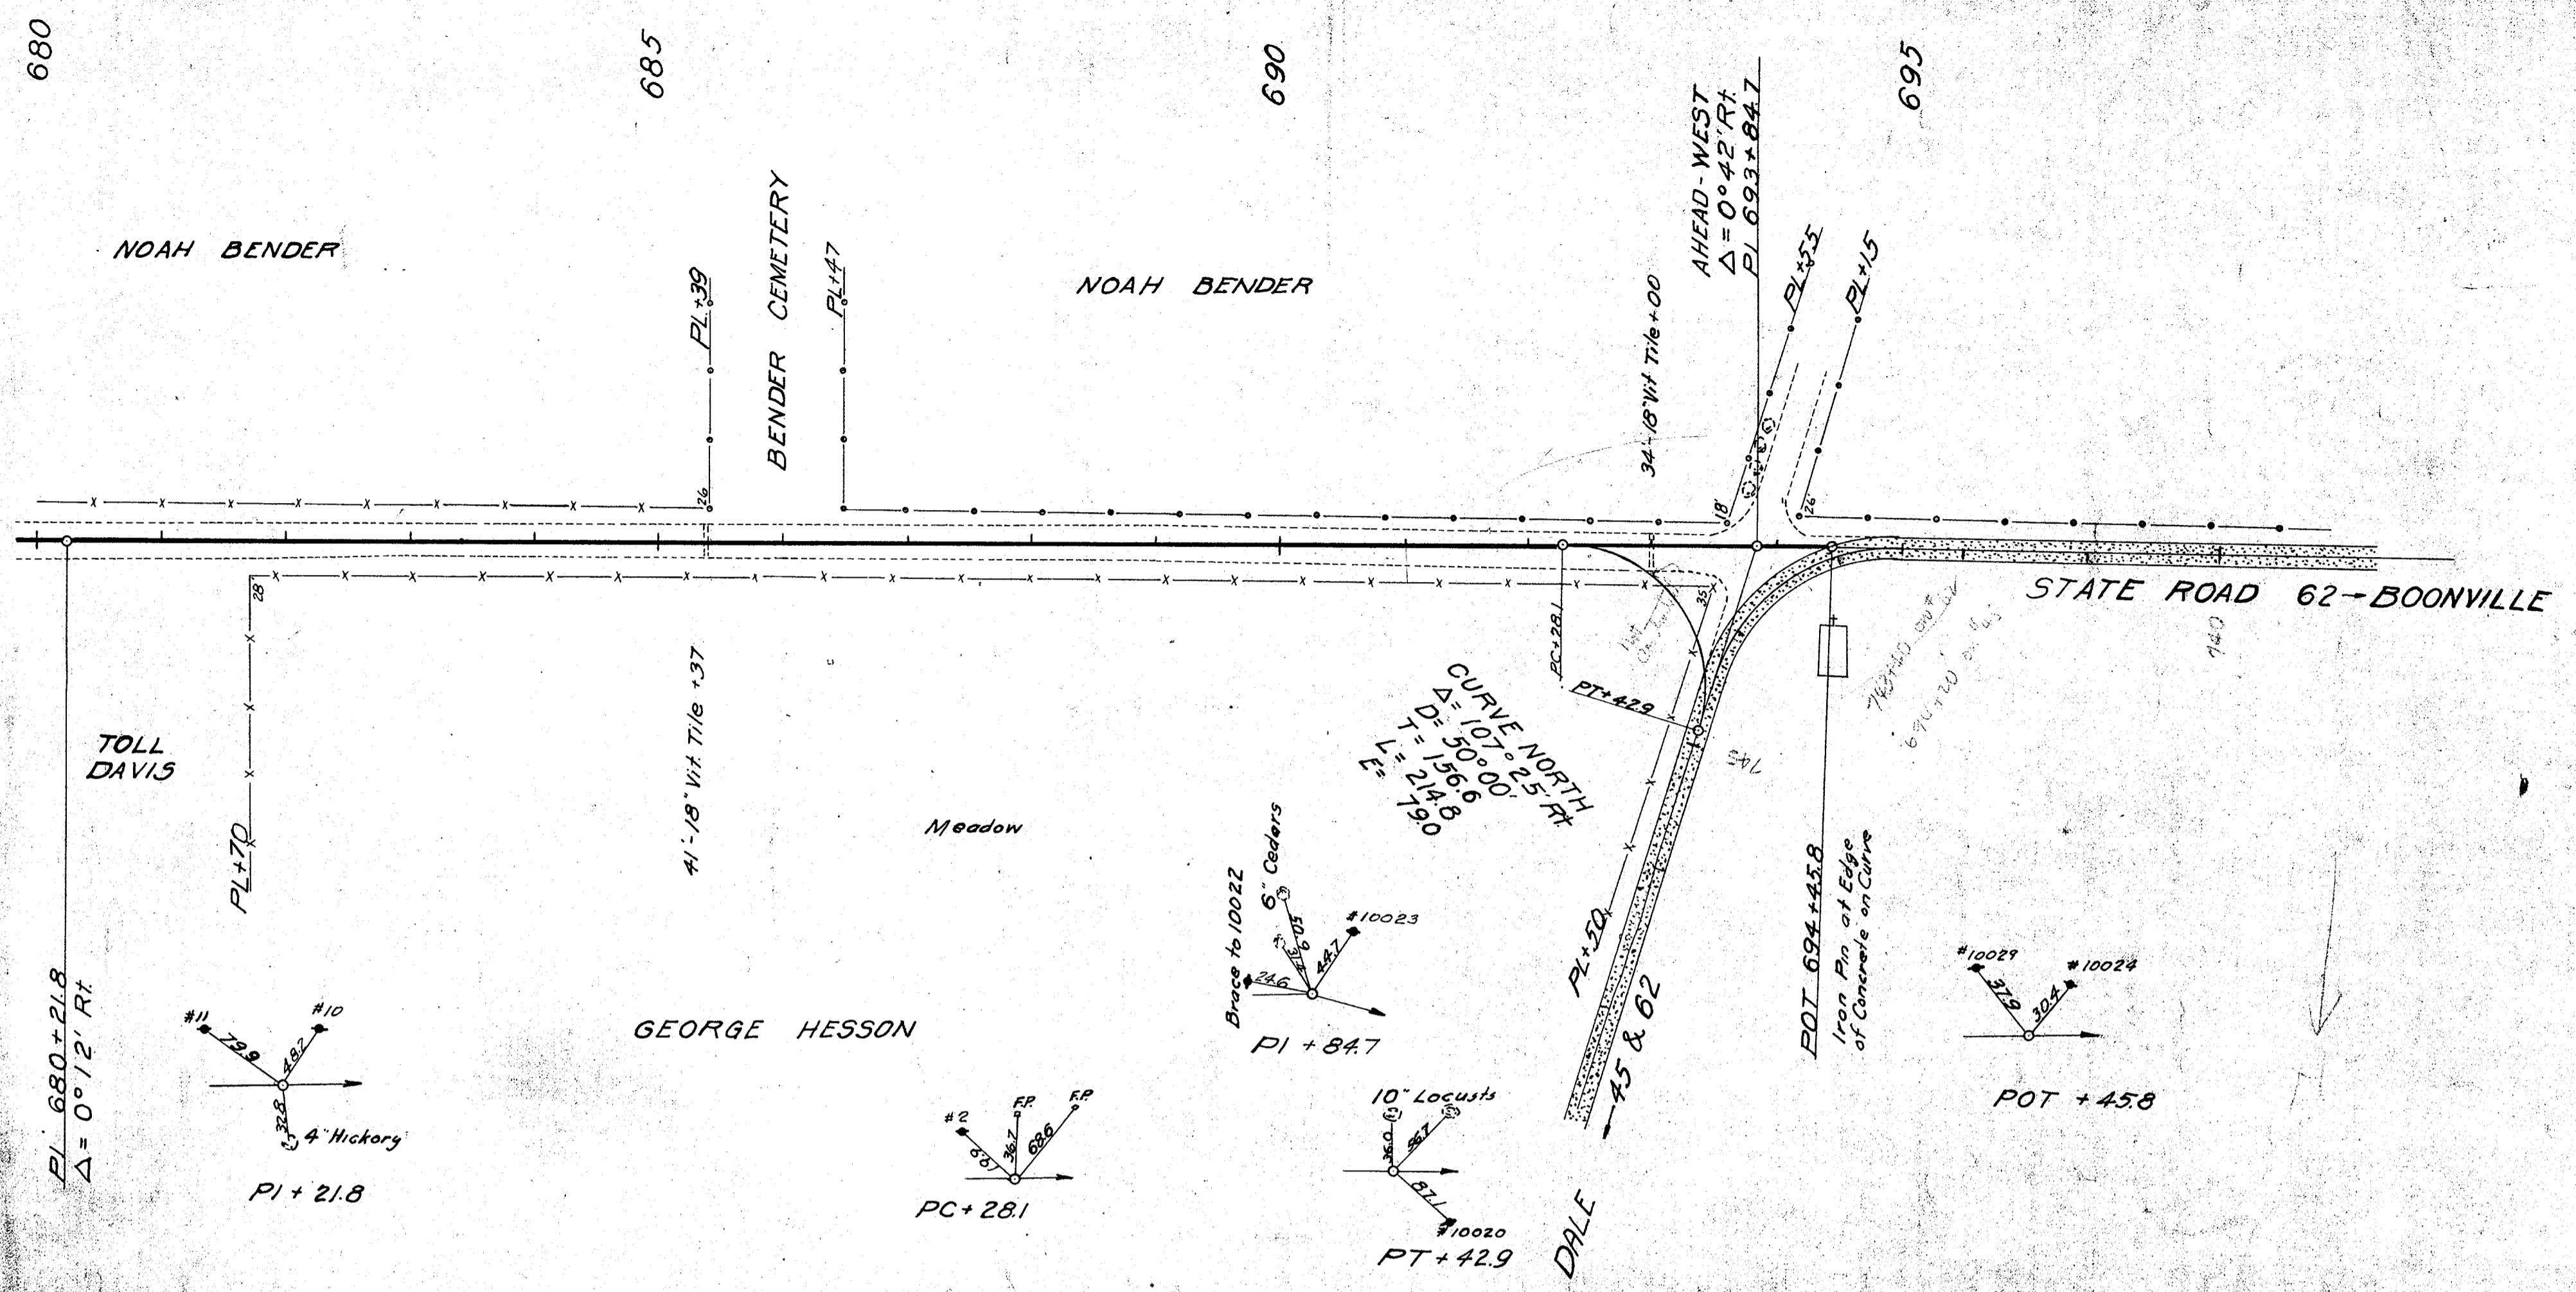 680
685
690
695
NOAH BENDER
PL+39
BENDER CEMETERY
PL+47
NOAH BENDER
34'-18"Vit Tile+00
AHEAD-WEST
Δ = 0°42' Rt.
PI 693+84.7
PL+55
PL+15
26
18'
26'
28'
35'
STATE ROAD 62-BOONVILLE
740
TOLL
DAVIS
PL+70
41'-18" Vit. Tile +37
Meadow
PC+28.1
PT+42.9
CURVE NORTH
Δ= 107°25' Rt.
D= 50°00'
T= 156.6
L= 214.8
E= 79.0
745
PI 680+21.8
Δ= 0°12' Rt.
#11
#10
79.9
48.2
32.8
4" Hickory
PI + 21.8
GEORGE HESSON
#2
F.P.
F.P.
36.7
68.6
PC+28.1
Brace to 10022
6" Cedars
#10023
24.6
50.9
44.7
PI + 84.7
10" Locusts
36.0
56.7
87.1
#10020
PT+42.9
PL+50
45 & 62
DALE
POT 694+45.8
Iron Pin at Edge
of Concrete on Curve
#10029
#10024
37.9
30.4
POT +45.8